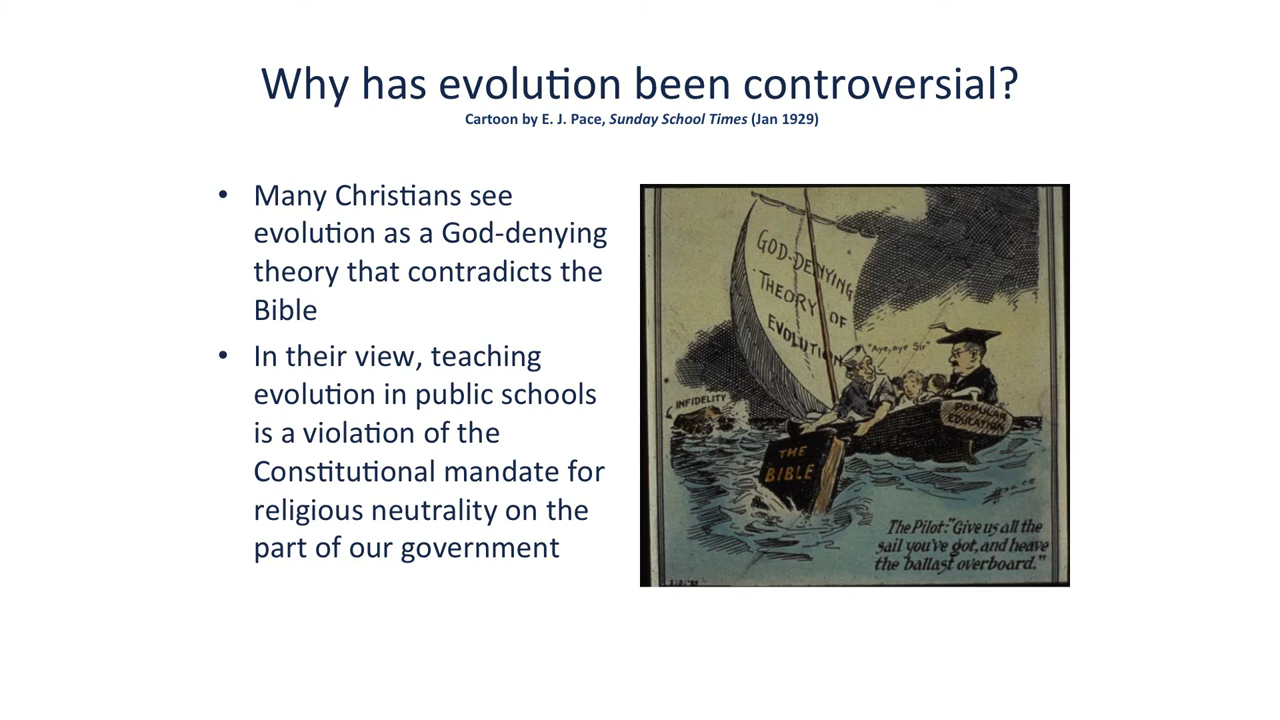 Why has evolution been controversial?
Cartoon by E. J. Pace, Sunday School Times (Jan 1929)
• Many Christians see
evolution as a God-denying
theory that contradicts the
Bible
• In their view, teaching
evolution in public schools
is a violation of the
Constitutional mandate for
religious neutrality on the
part of our government
GOD-DENYING
THEORY OF
EVOLUTION
"Aye, aye Sir"
INFIDELITY
POPULAR
EDUCATION
THE
BIBLE
The Pilot: "Give us all the
sail you've got, and heave
the ballast overboard."